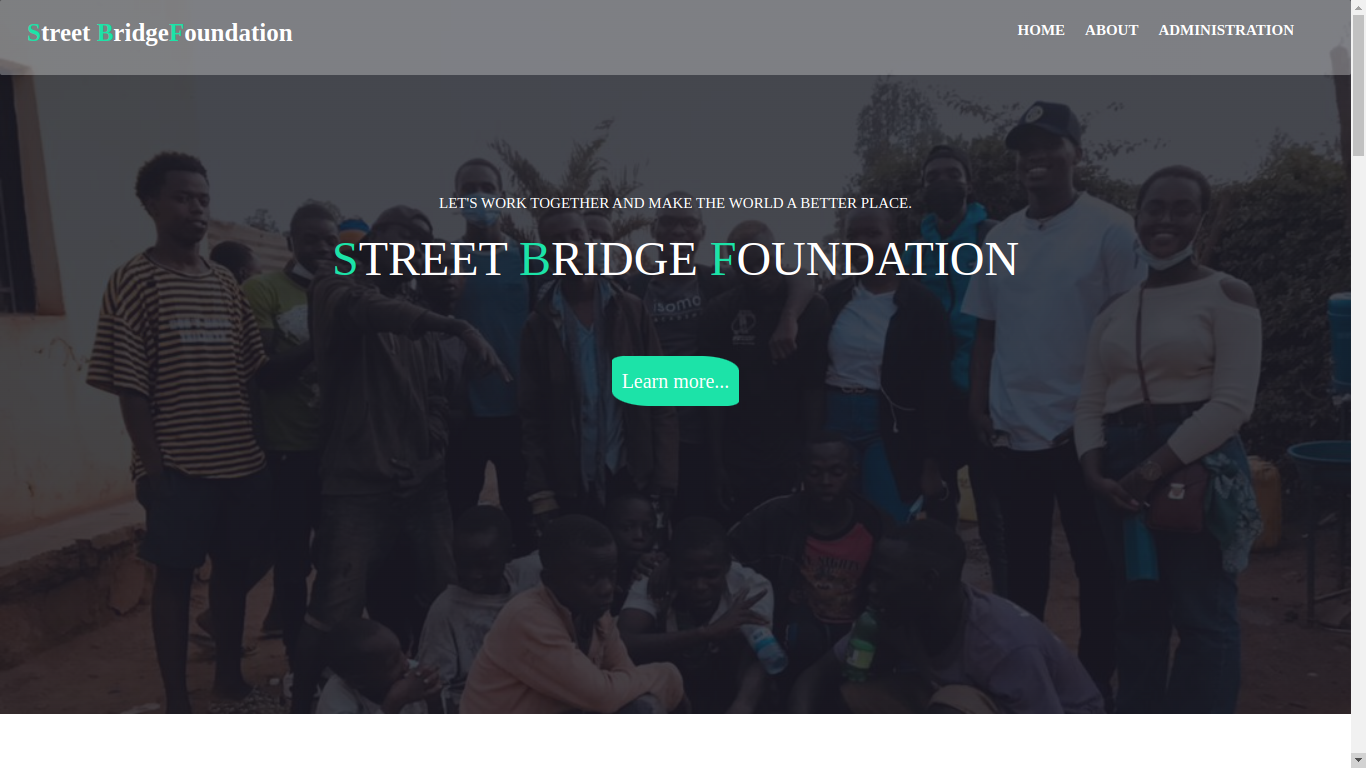 Street BridgeFoundation
HOME ABOUT ADMINISTRATION
LET'S WORK TOGETHER AND MAKE THE WORLD A BETTER PLACE.
STREET BRIDGE FOUNDATION
isomo
Learn more...